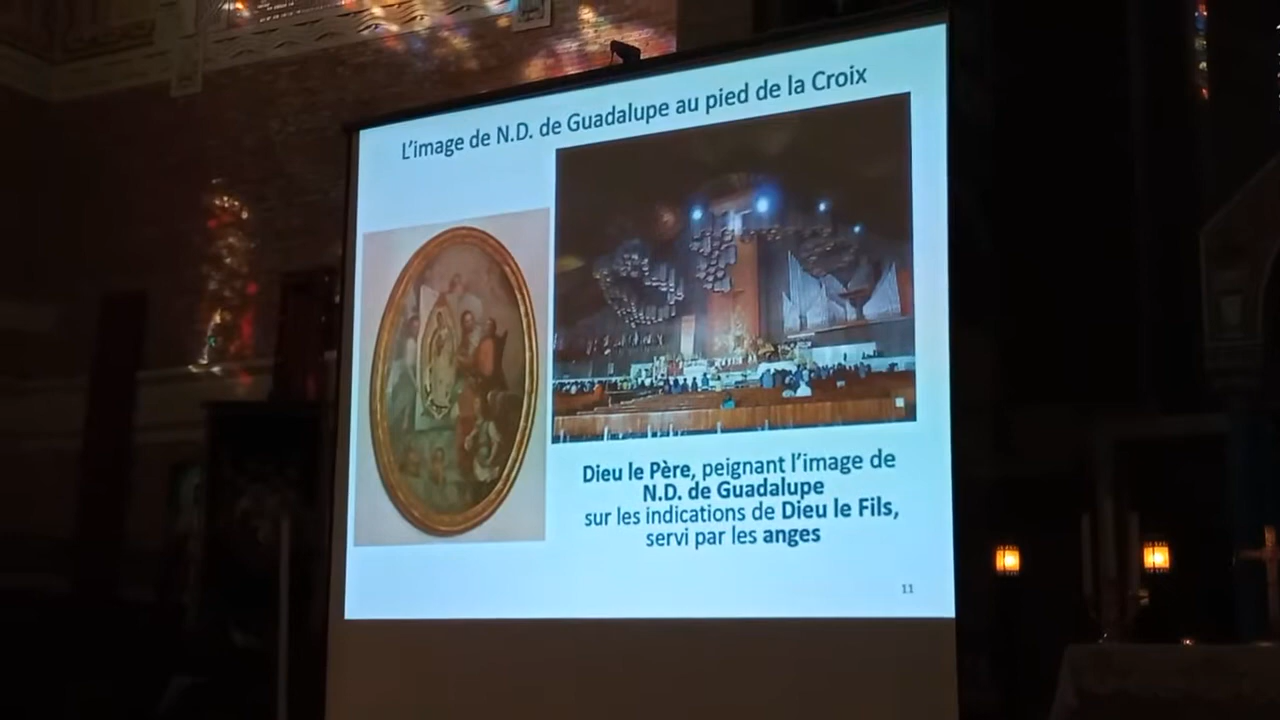 L'image de N.D. de Guadalupe au pied de la Croix
Dieu le Père, peignant l'image de
N.D. de Guadalupe
sur les indications de Dieu le Fils,
servi par les anges
11